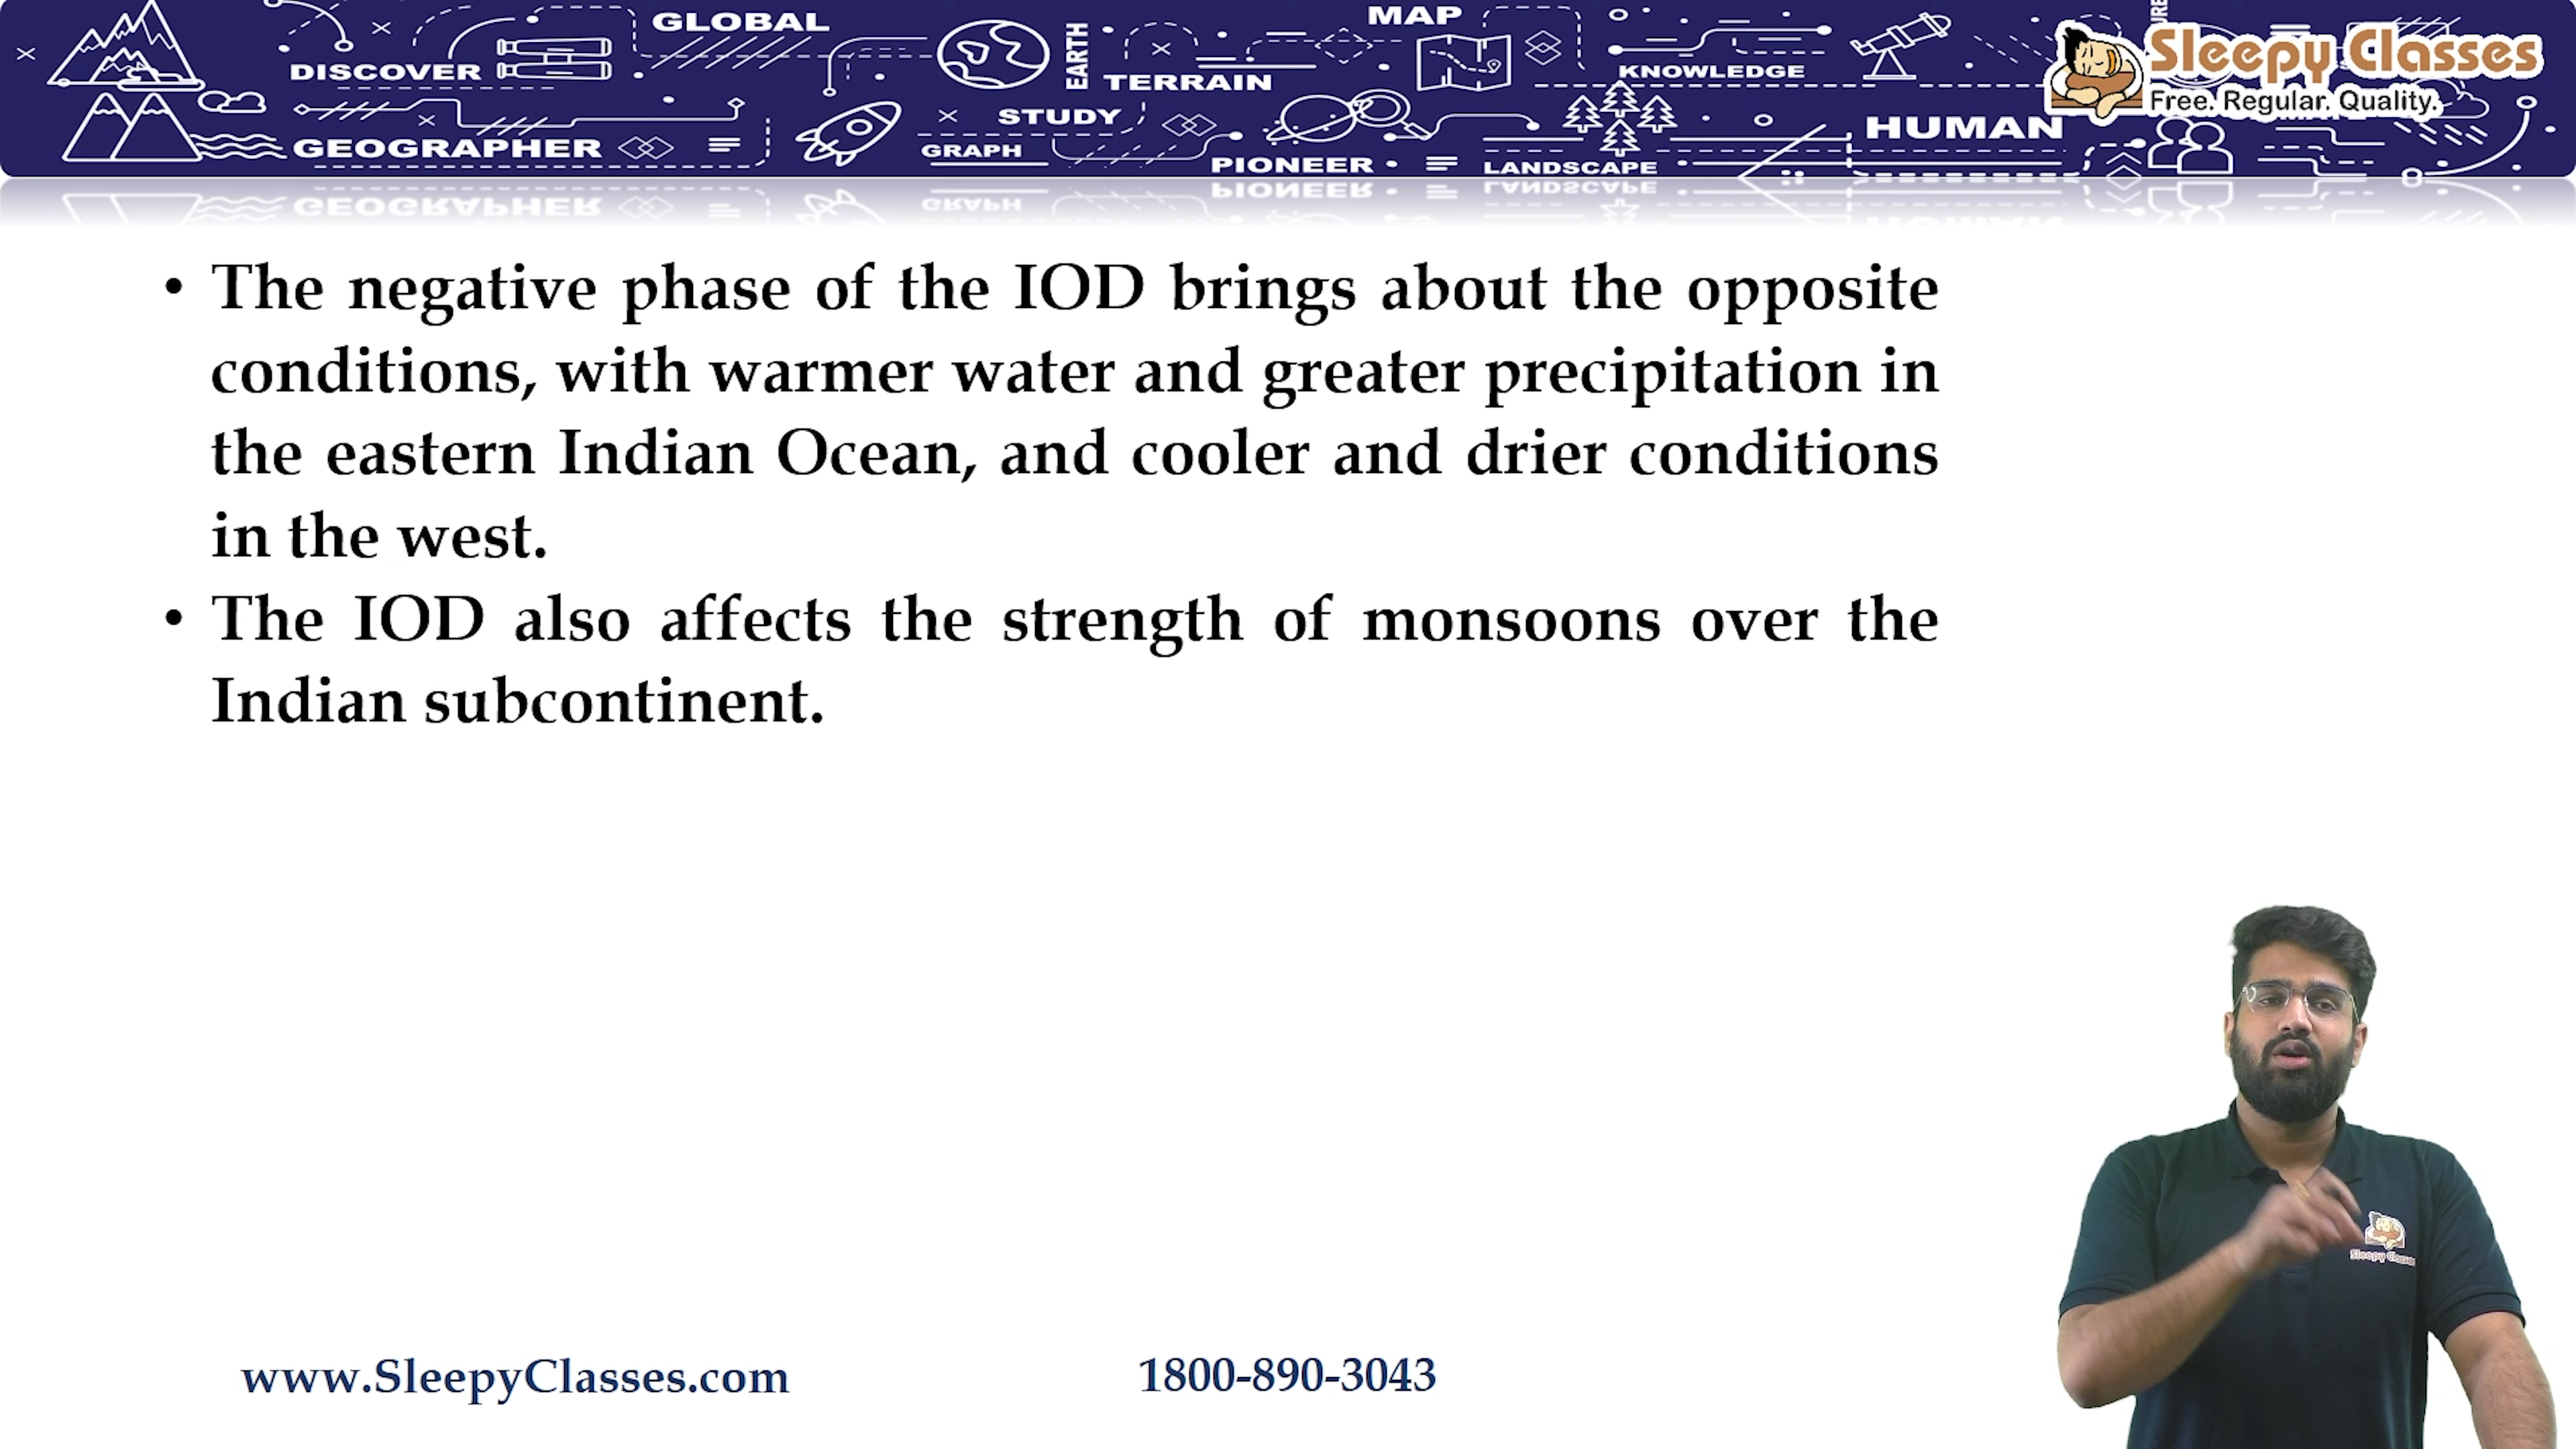 GLOBAL
MAP
DISCOVER
EARTH
TERRAIN
KNOWLEDGE
STUDY
GEOGRAPHER
GRAPH
PIONEER
LANDSCAPE
HUMAN
Sleepy Classes
Free. Regular. Quality.
• The negative phase of the IOD brings about the opposite
conditions, with warmer water and greater precipitation in
the eastern Indian Ocean, and cooler and drier conditions
in the west.
• The IOD also affects the strength of monsoons over the
Indian subcontinent.
Sleepy Classes
www.SleepyClasses.com
1800-890-3043